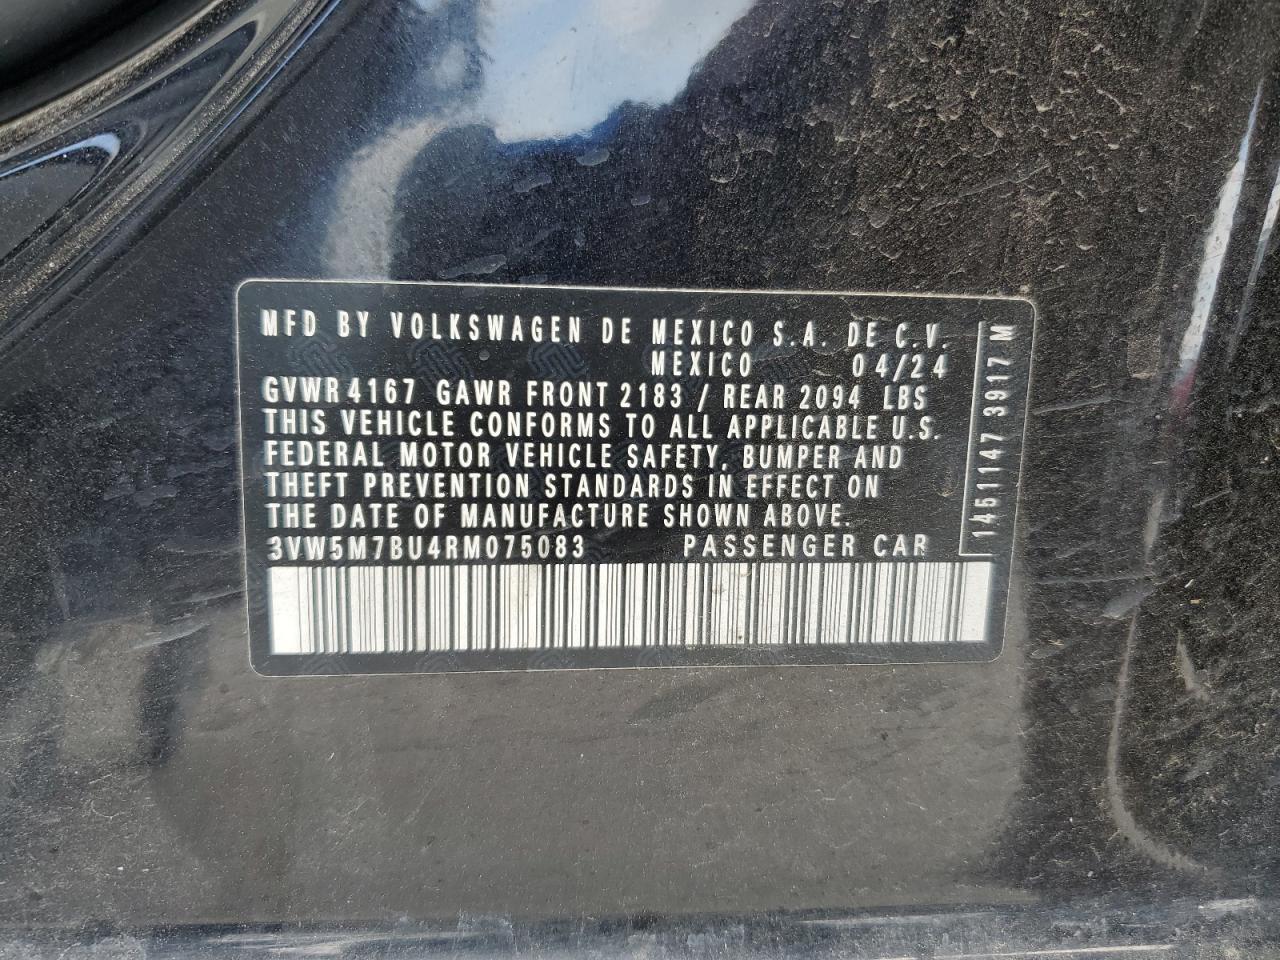 MFD BY VOLKSWAGEN DE MEXICO S.A. DE C.V.
MEXICO 04/24
GVWR 4167 GAWR FRONT 2183 / REAR 2094 LBS
THIS VEHICLE CONFORMS TO ALL APPLICABLE U.S.
FEDERAL MOTOR VEHICLE SAFETY, BUMPER AND
THEFT PREVENTION STANDARDS IN EFFECT ON
THE DATE OF MANUFACTURE SHOWN ABOVE.
3VW5M7BU4RM075083 PASSENGER CAR
1451147 3917 M